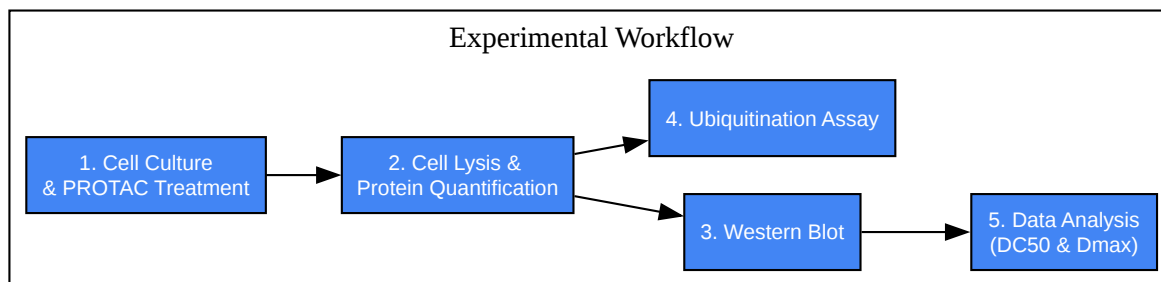 Experimental Workflow
1. Cell Culture
& PROTAC Treatment
2. Cell Lysis &
Protein Quantification
4. Ubiquitination Assay
3. Western Blot
5. Data Analysis
(DC50 & Dmax)